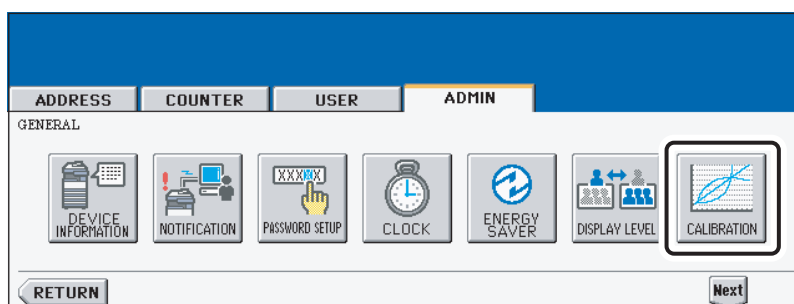 ADDRESS COUNTER USER ADMIN
GENERAL
XXXXX
DEVICE INFORMATION NOTIFICATION PASSWORD SETUP CLOCK ENERGY SAVER DISPLAY LEVEL CALIBRATION
RETURN Next